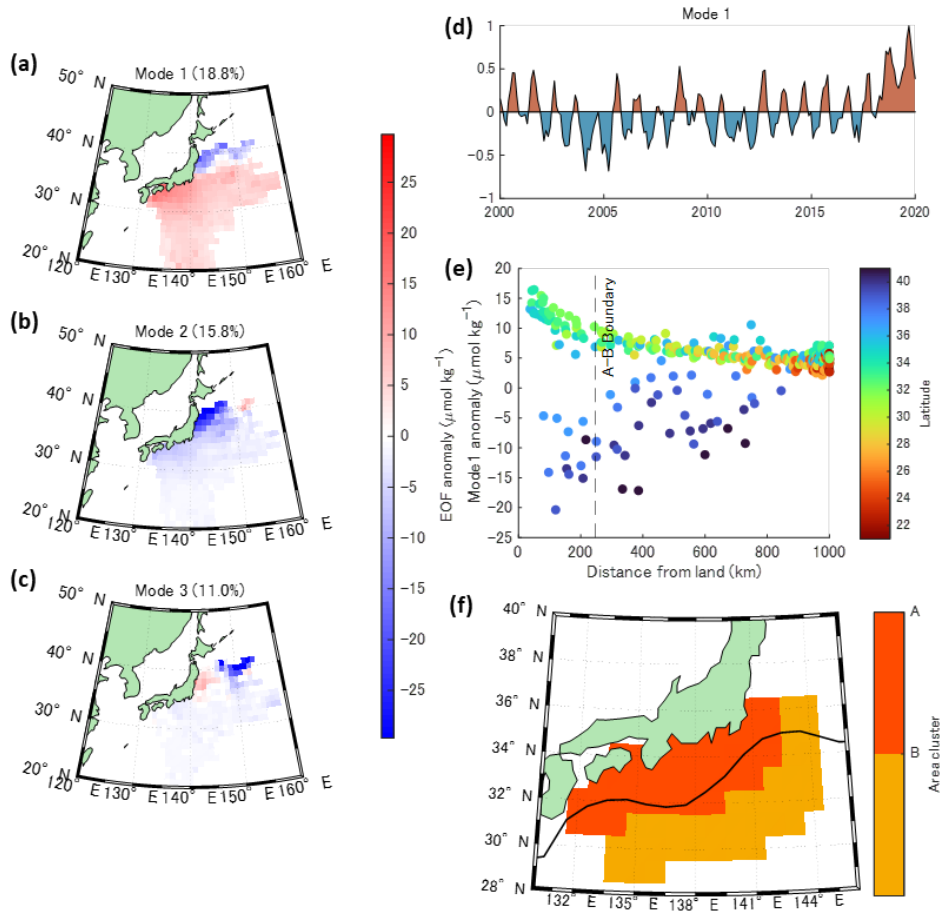 (a)
Mode 1 (18.8%)
50° N
40° N
30° N
20° N
120° E 130° E 140° E 150° E 160° E
(b)
Mode 2 (15.8%)
50° N
40° N
30° N
20° N
120° E 130° E 140° E 150° E 160° E
(c)
Mode 3 (11.0%)
50° N
40° N
30° N
20° N
120° E 130° E 140° E 150° E 160° E
25
20
15
10
5
0
−5
−10
−15
−20
−25
EOF anomaly (μmol kg⁻¹)
(d)
Mode 1
1
0.5
0
−0.5
−1
2000 2005 2010 2015 2020
(e)
20
15
10
5
0
−5
−10
−15
−20
−25
Mode1 anomaly (μmol kg⁻¹)
A−B Boundary
0 200 400 600 800 1000
Distance from land (km)
40
38
36
34
32
30
28
26
24
22
Latitude
(f)
40° N
38° N
36° N
34° N
32° N
30° N
28° N
132° E 135° E 138° E 141° E 144° E
A
B
Area cluster